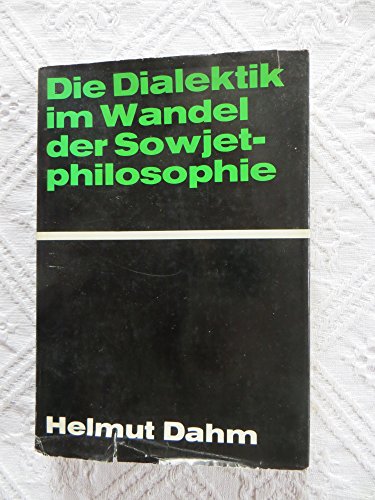 Die Dialektik
im Wandel
der Sowjet-
philosophie
Helmut Dahm